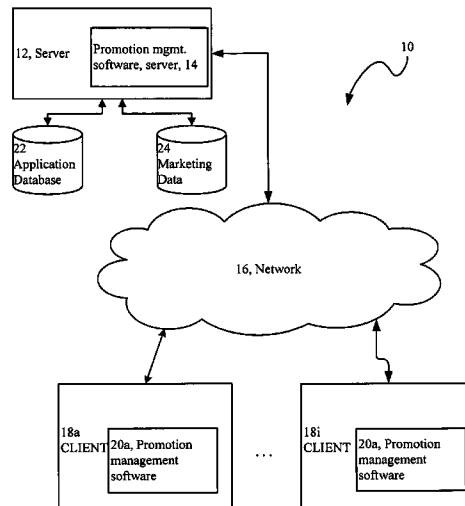 12, Server
Promotion mgmt.
software, server, 14
10
22
Application
Database
24
Marketing
Data
16, Network
18a
CLIENT
20a, Promotion
management
software
...
18i
CLIENT
20a, Promotion
management
software